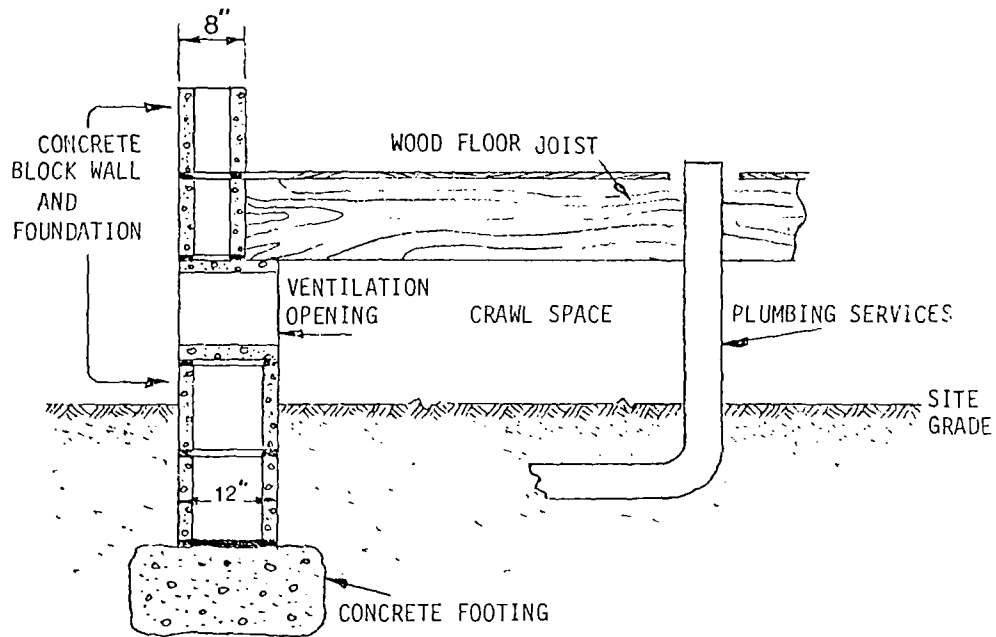 8"
CONCRETE
BLOCK WALL
AND
FOUNDATION
WOOD FLOOR JOIST
VENTILATION
OPENING
CRAWL SPACE
PLUMBING SERVICES
SITE
GRADE
12"
CONCRETE FOOTING